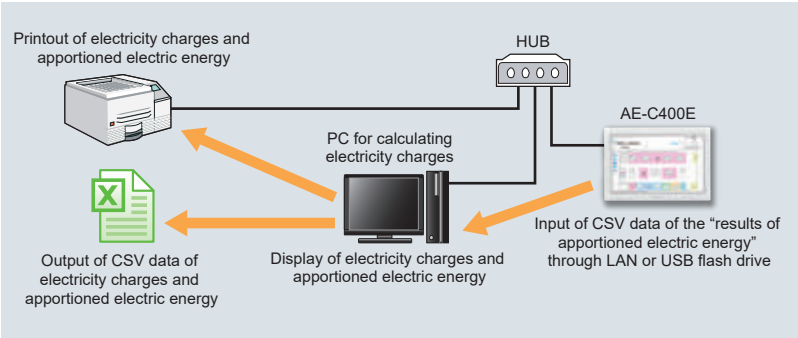 Printout of electricity charges and
apportioned electric energy
HUB
AE-C400E
PC for calculating
electricity charges
X
Output of CSV data of
electricity charges and
apportioned electric energy
Display of electricity charges and
apportioned electric energy
Input of CSV data of the “results of
apportioned electric energy”
through LAN or USB flash drive